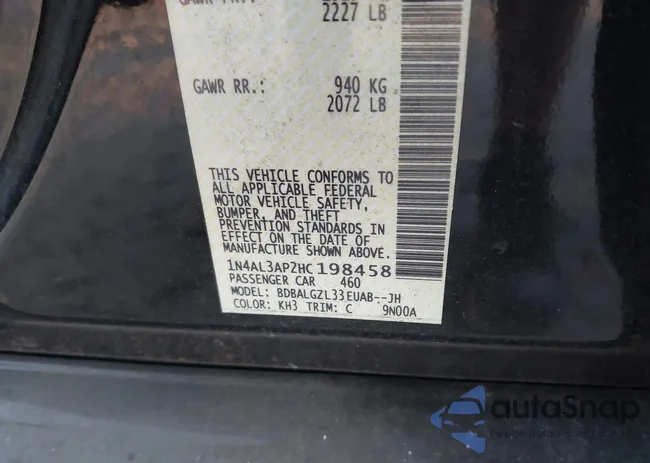 2227 LB
GAWR RR.: 940 KG
2072 LB
THIS VEHICLE CONFORMS TO
ALL APPLICABLE FEDERAL
MOTOR VEHICLE SAFETY,
BUMPER, AND THEFT
PREVENTION STANDARDS IN
EFFECT ON THE DATE OF
MANUFACTURE SHOWN ABOVE.
1N4AL3AP2HC198458
PASSENGER CAR 460
MODEL: BDBALGZL33EUAB--JH
COLOR: KH3 TRIM: C 9N00A
aulaSnap